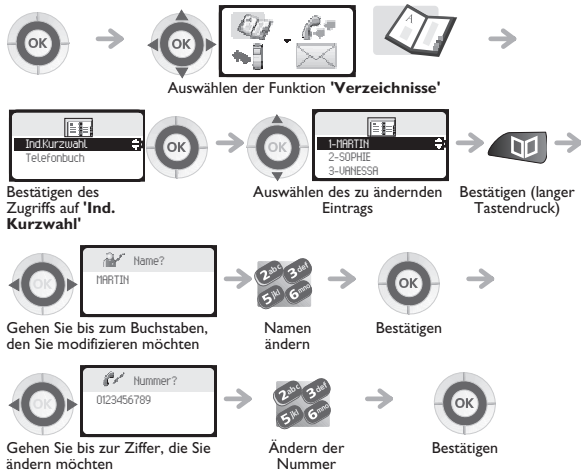 OK
OK
Auswählen der Funktion 'Verzeichnisse'
A
Ind.Kurzwahl
Telefonbuch
OK
OK
1-MARTIN
2-SOPHIE
3-VANESSA
Bestätigen des
Zugriffs auf 'Ind.
Kurzwahl'
Auswählen des zu ändernden
Eintrags
Bestätigen (langer
Tastendruck)
OK
Name?
MARTIN
2abc 3def
5jkl 6mno
OK
Gehen Sie bis zum Buchstaben,
den Sie modifizieren möchten
Namen
ändern
Bestätigen
OK
Nummer?
0123456789
2abc 3def
5jkl 6mno
OK
Gehen Sie bis zur Ziffer, die Sie
ändern möchten
Ändern der
Nummer
Bestätigen